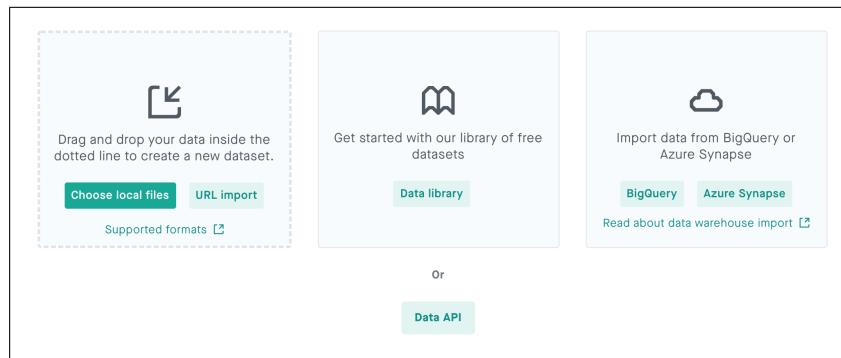 Drag and drop your data inside the
dotted line to create a new dataset.
Choose local files
URL import
Supported formats
Get started with our library of free
datasets
Data library
Import data from BigQuery or
Azure Synapse
BigQuery
Azure Synapse
Read about data warehouse import
Or
Data API